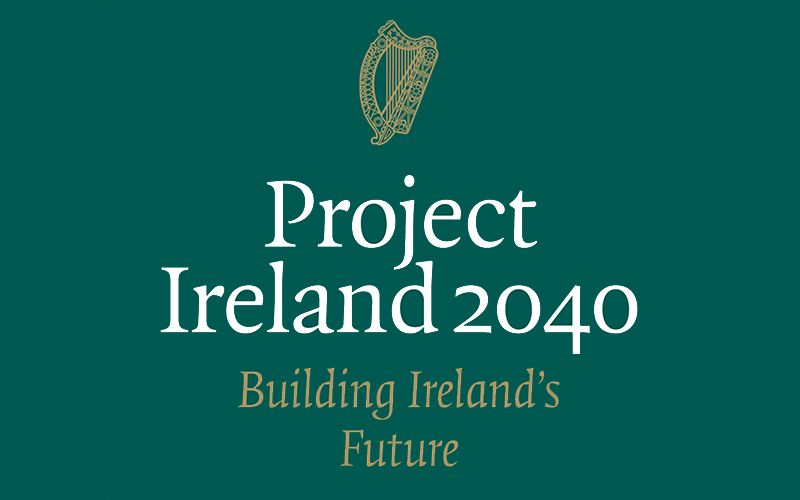 Project
Ireland 2040
Building Ireland’s
Future